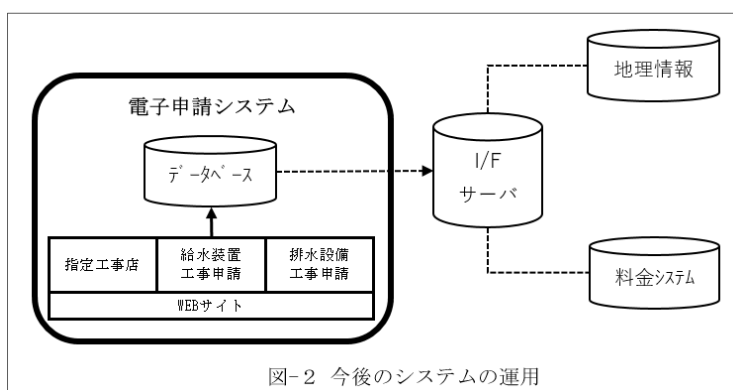 電子申請システム
ﾃﾞｰﾀﾍﾞｰｽ
指定工事店
給水装置
工事申請
排水設備
工事申請
WEBサイト
I/F
サーバ
地理情報
料金ｼｽﾃﾑ
図-2 今後のシステムの運用